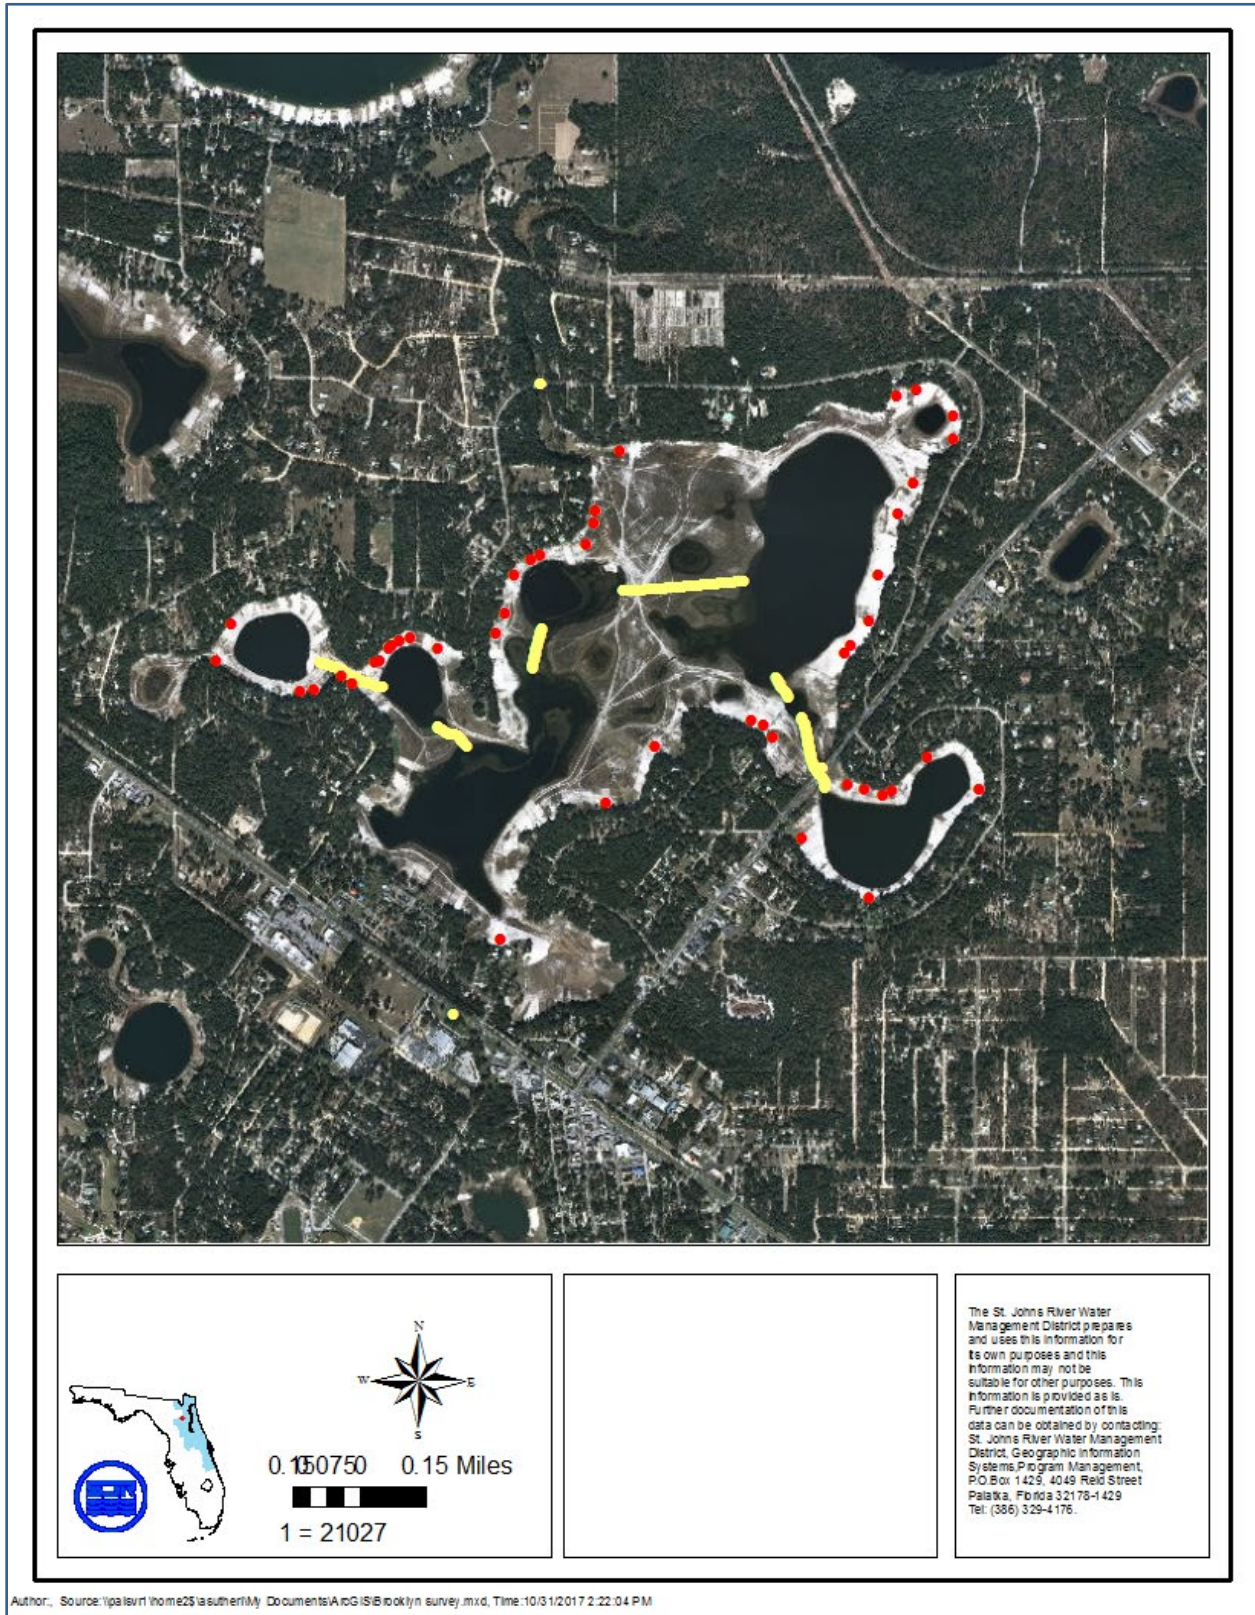 N
W
E
S
0.15
0.075
0
0.15 Miles
1 = 21027
The St. Johns River Water
Management District prepares
and uses this information for
its own purposes and this
information may not be
suitable for other purposes. This
information is provided as is.
Further documentation of this
data can be obtained by contacting:
St. Johns River Water Management
District, Geographic Information
Systems,Program Management,
P.O.Box 1429, 4049 Reid Street
Palatka, Florida 32178-1429
Tel: (386) 329-4176.
Author:, Source:\\palsvr1\home2$\asutherl\My Documents\ArcGIS\Brooklyn survey.mxd, Time:10/31/2017 2:22:04 PM